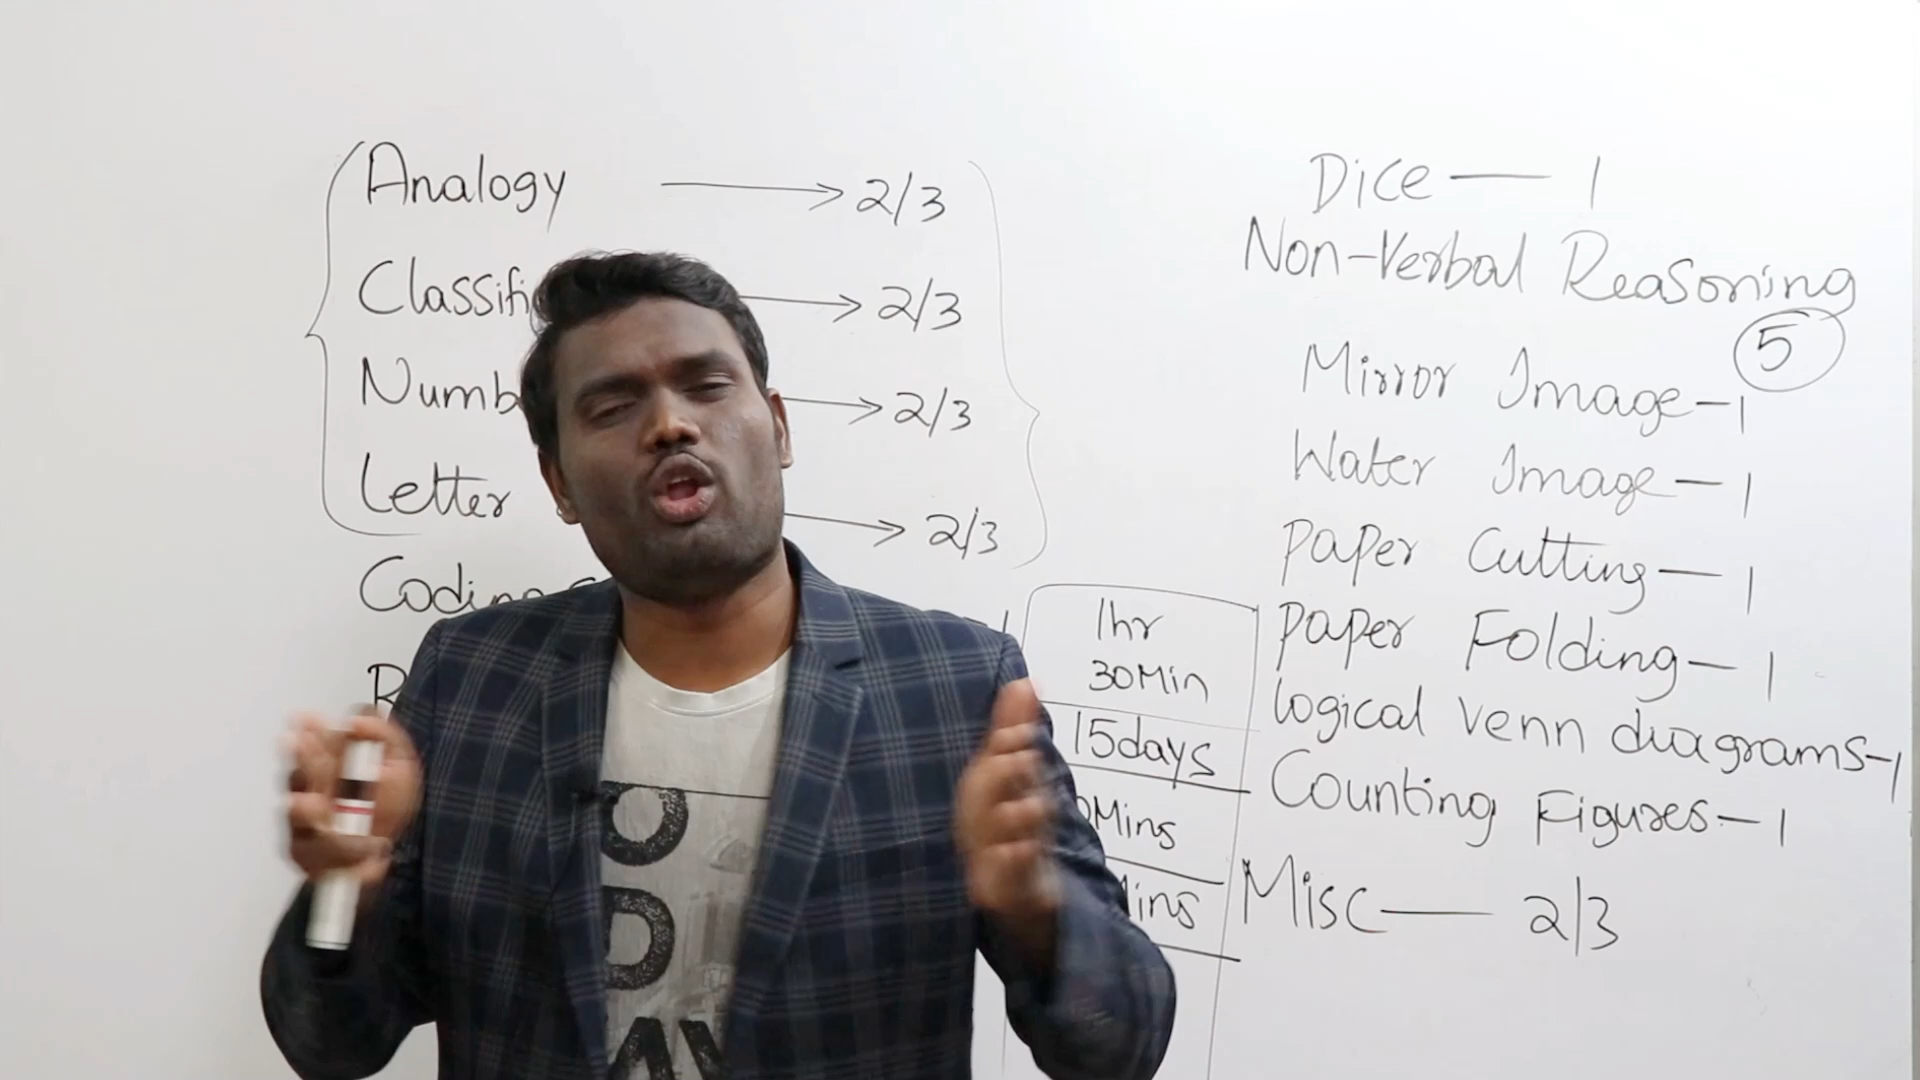 Analogy → 2/3
Classifi → 2/3
Numb → 2/3
Letter → 2/3
Coding
1hr
30Min
15days
Mins
ins
Dice — 1
Non-Verbal Reasoning
5
Mirror Image - 1
Water Image - 1
Paper Cutting - 1
Paper Folding - 1
logical venn diagrams - 1
Counting Figures - 1
Misc — 2/3